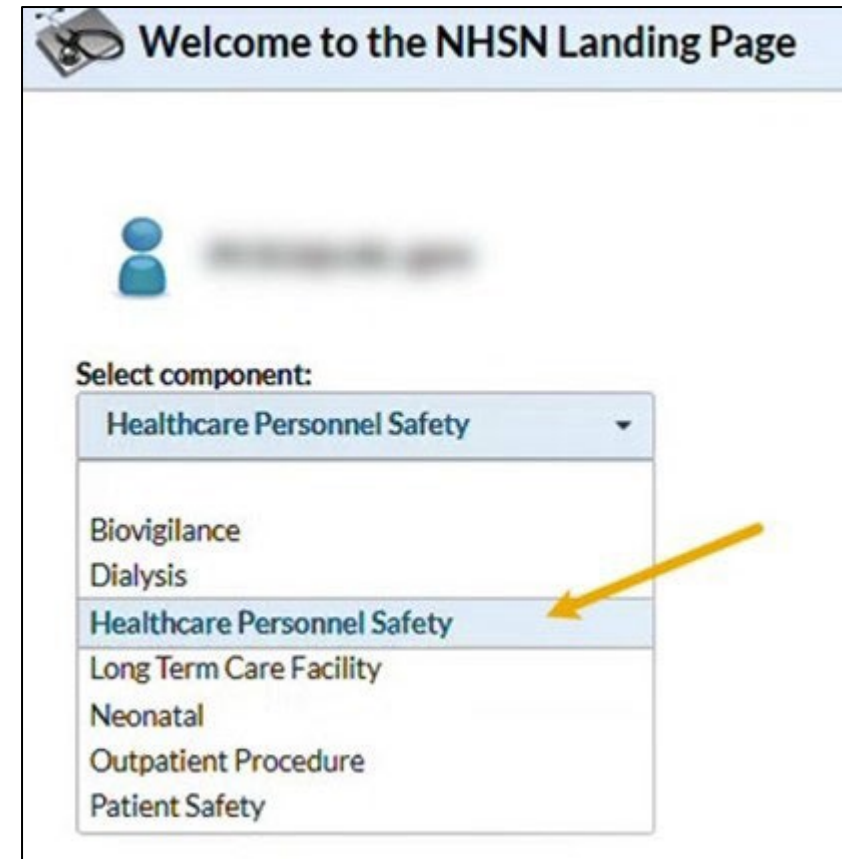 Welcome to the NHSN Landing Page
Select component:
Healthcare Personnel Safety
Biovigilance
Dialysis
Healthcare Personnel Safety
Long Term Care Facility
Neonatal
Outpatient Procedure
Patient Safety